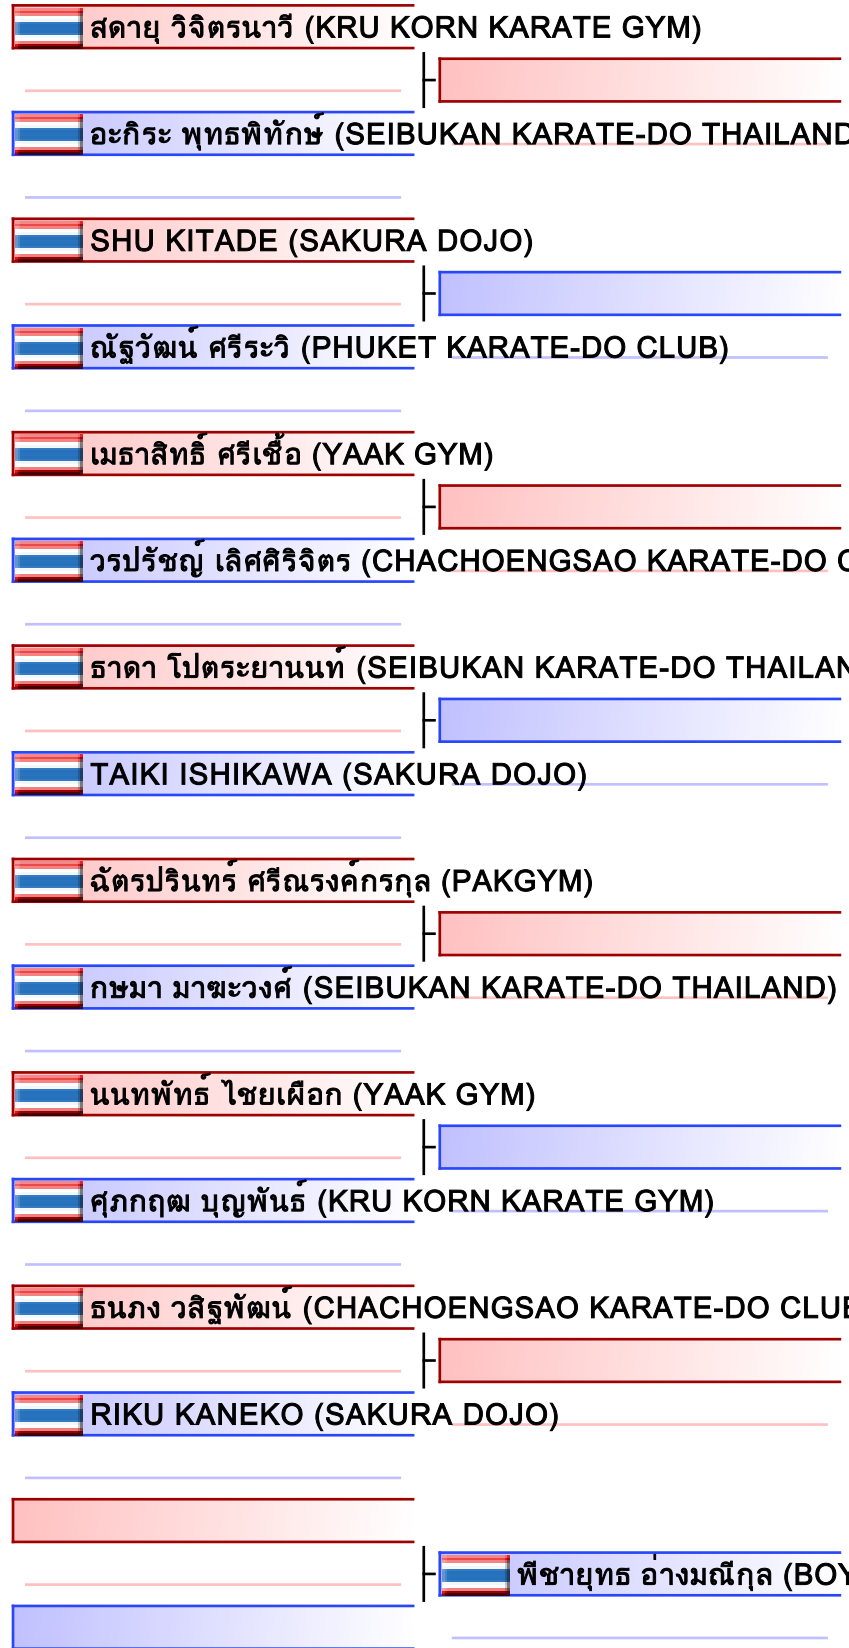 สดายุ วิจิตรนาวี (KRU KORN KARATE GYM)
อะกิระ พุทธพิทักษ์ (SEIBUKAN KARATE-DO THAILAND
SHU KITADE (SAKURA DOJO)
ณัฐวัฒน์ ศรีระวิ (PHUKET KARATE-DO CLUB)
เมธาสิทธิ์ ศรีเชื้อ (YAAK GYM)
วรปรัชญ์ เลิศศิริจิตร (CHACHOENGSAO KARATE-DO
ธาดา โปตระยานนท์ (SEIBUKAN KARATE-DO THAILAN
TAIKI ISHIKAWA (SAKURA DOJO)
ฉัตรปรินทร์ ศรีณรงค์กรกุล (PAKGYM)
กษมา มาฆะวงศ์ (SEIBUKAN KARATE-DO THAILAND)
นนทพัทธ์ ไชยเผือก (YAAK GYM)
ศุภกฤฒ บุญพันธ์ (KRU KORN KARATE GYM)
ธนภง วสิฐพัฒน์ (CHACHOENGSAO KARATE-DO CLUB
RIKU KANEKO (SAKURA DOJO)
พีชายุทธ อ่างมณีกุล (BOY